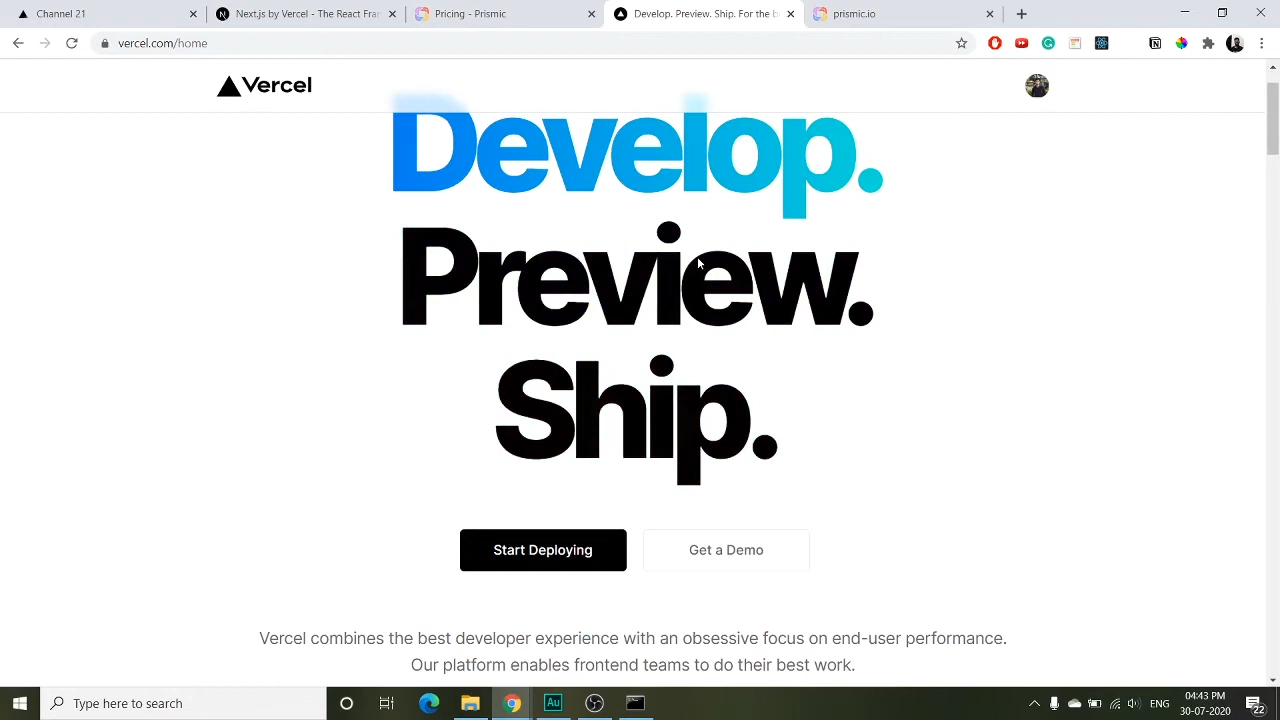 Channel 21
Next.js by Vercel - The React Fra
Pricing - Prismic
Develop. Preview. Ship. For the b
prismic.io
vercel.com/home
Vercel
Develop.
Preview.
Ship.
Start Deploying
Get a Demo
Vercel combines the best developer experience with an obsessive focus on end-user performance.
Our platform enables frontend teams to do their best work.
Type here to search
Au
ENG
04:43 PM
30-07-2020
22